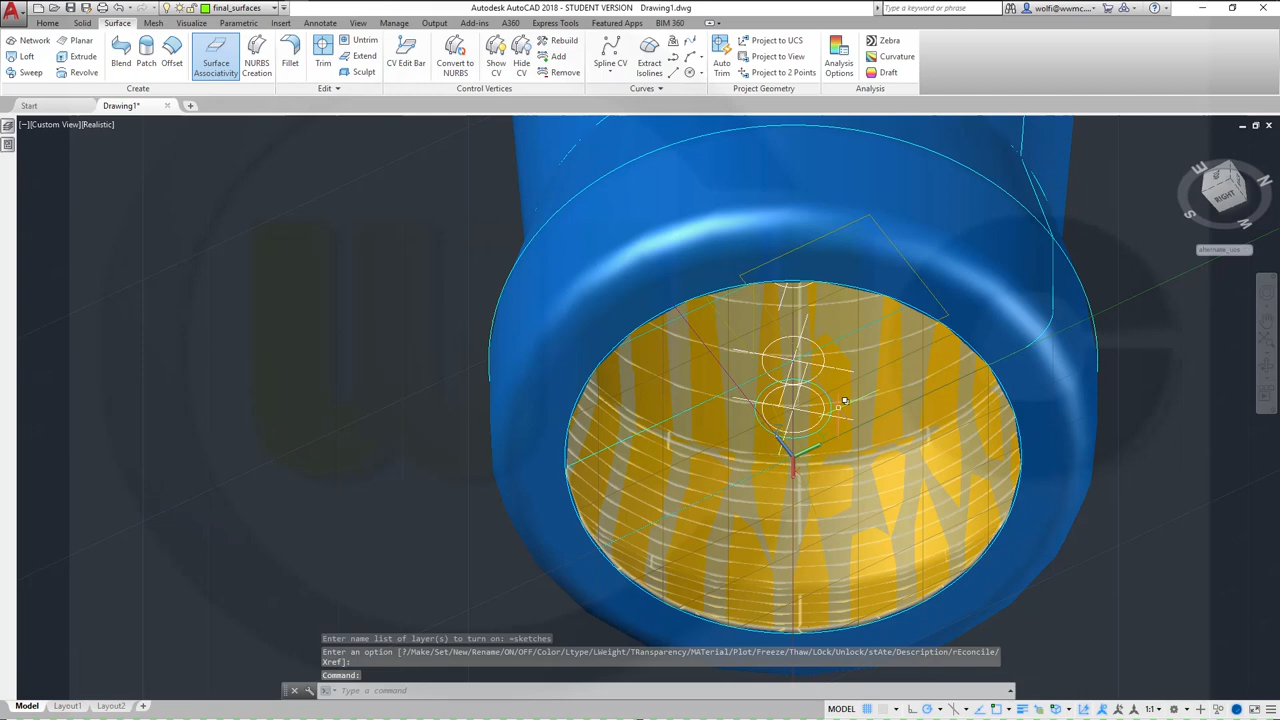 final_surfaces
Autodesk AutoCAD 2018 - STUDENT VERSION Drawing1.dwg
Type a keyword or phrase
wolfi@wwmc...
Home Solid Surface Mesh Visualize Parametric Insert Annotate View Manage Output Add-ins A360 Express Tools Featured Apps BIM 360
Network Planar
Loft Extrude
Sweep Revolve
Blend Patch Offset
Surface Associativity
NURBS Creation
Fillet
Trim
Untrim
Extend
Sculpt
CV Edit Bar
Convert to NURBS
Show CV
Hide CV
Rebuild
Add
Remove
Spline CV
Extract Isolines
Auto Trim
Project to UCS
Project to View
Project to 2 Points
Analysis Options
Zebra
Curvature
Draft
Create
Edit
Control Vertices
Curves
Project Geometry
Analysis
Start
Drawing1*
[−][Custom View][Realistic]
E
N
S
W
RIGHT
alternate_usa
Enter name list of layer(s) to turn on: =sketches
Enter an option [?/Make/Set/New/Rename/ON/OFF/Color/Ltype/LWeight/TRansparency/MATerial/Plot/Freeze/Thaw/LOck/Unlock/stAte/Description/rEconcile/
Xref]:
Command:
Type a command
Model Layout1 Layout2
MODEL
1:1